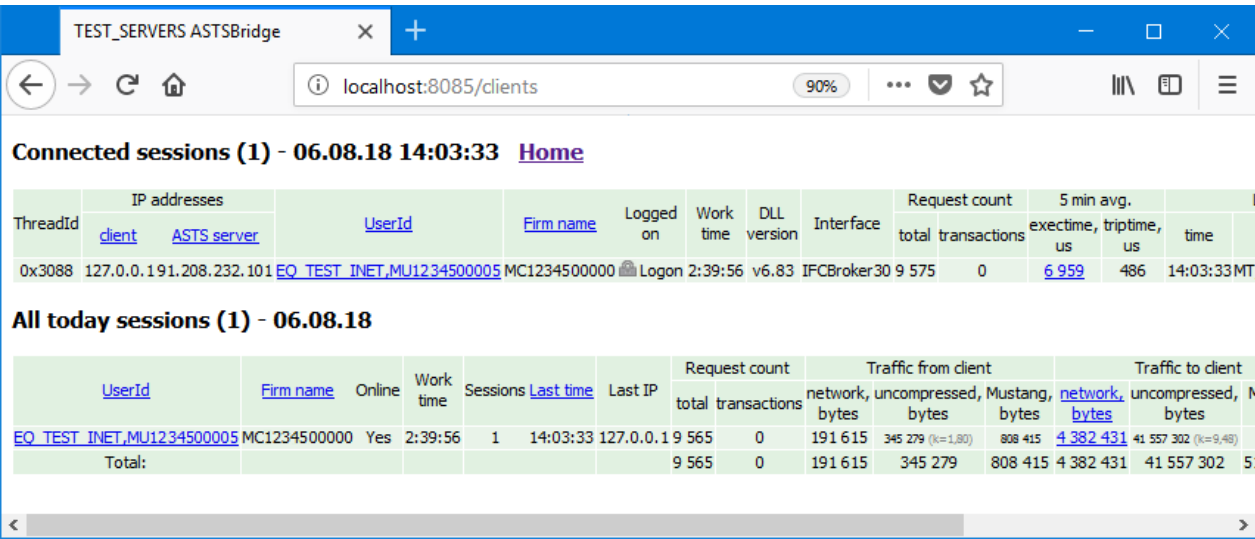 TEST_SERVERS ASTSBridge
localhost:8085/clients 90%
Connected sessions (1) - 06.08.18 14:03:33 Home
ThreadId IP addresses UserId Firm name Logged on Work time DLL version Interface Request count 5 min avg.
client ASTS server total transactions exectime, us triptime, us time
0x3088 127.0.0.1 91.208.232.101 EQ_TEST_INET,MU1234500005 MC1234500000 Logon 2:39:56 v6.83 IFCBroker30 9 575 0 6 959 486 14:03:33 MT
All today sessions (1) - 06.08.18
UserId Firm name Online Work time Sessions Last time Last IP Request count Traffic from client Traffic to client
total transactions network, bytes uncompressed, bytes Mustang, bytes network, bytes uncompressed, bytes
EQ_TEST_INET,MU1234500005 MC1234500000 Yes 2:39:56 1 14:03:33 127.0.0.1 9 565 0 191 615 345 279 (k=1,80) 808 415 4 382 431 41 557 302 (k=9,48)
Total: 9 565 0 191 615 345 279 808 415 4 382 431 41 557 302